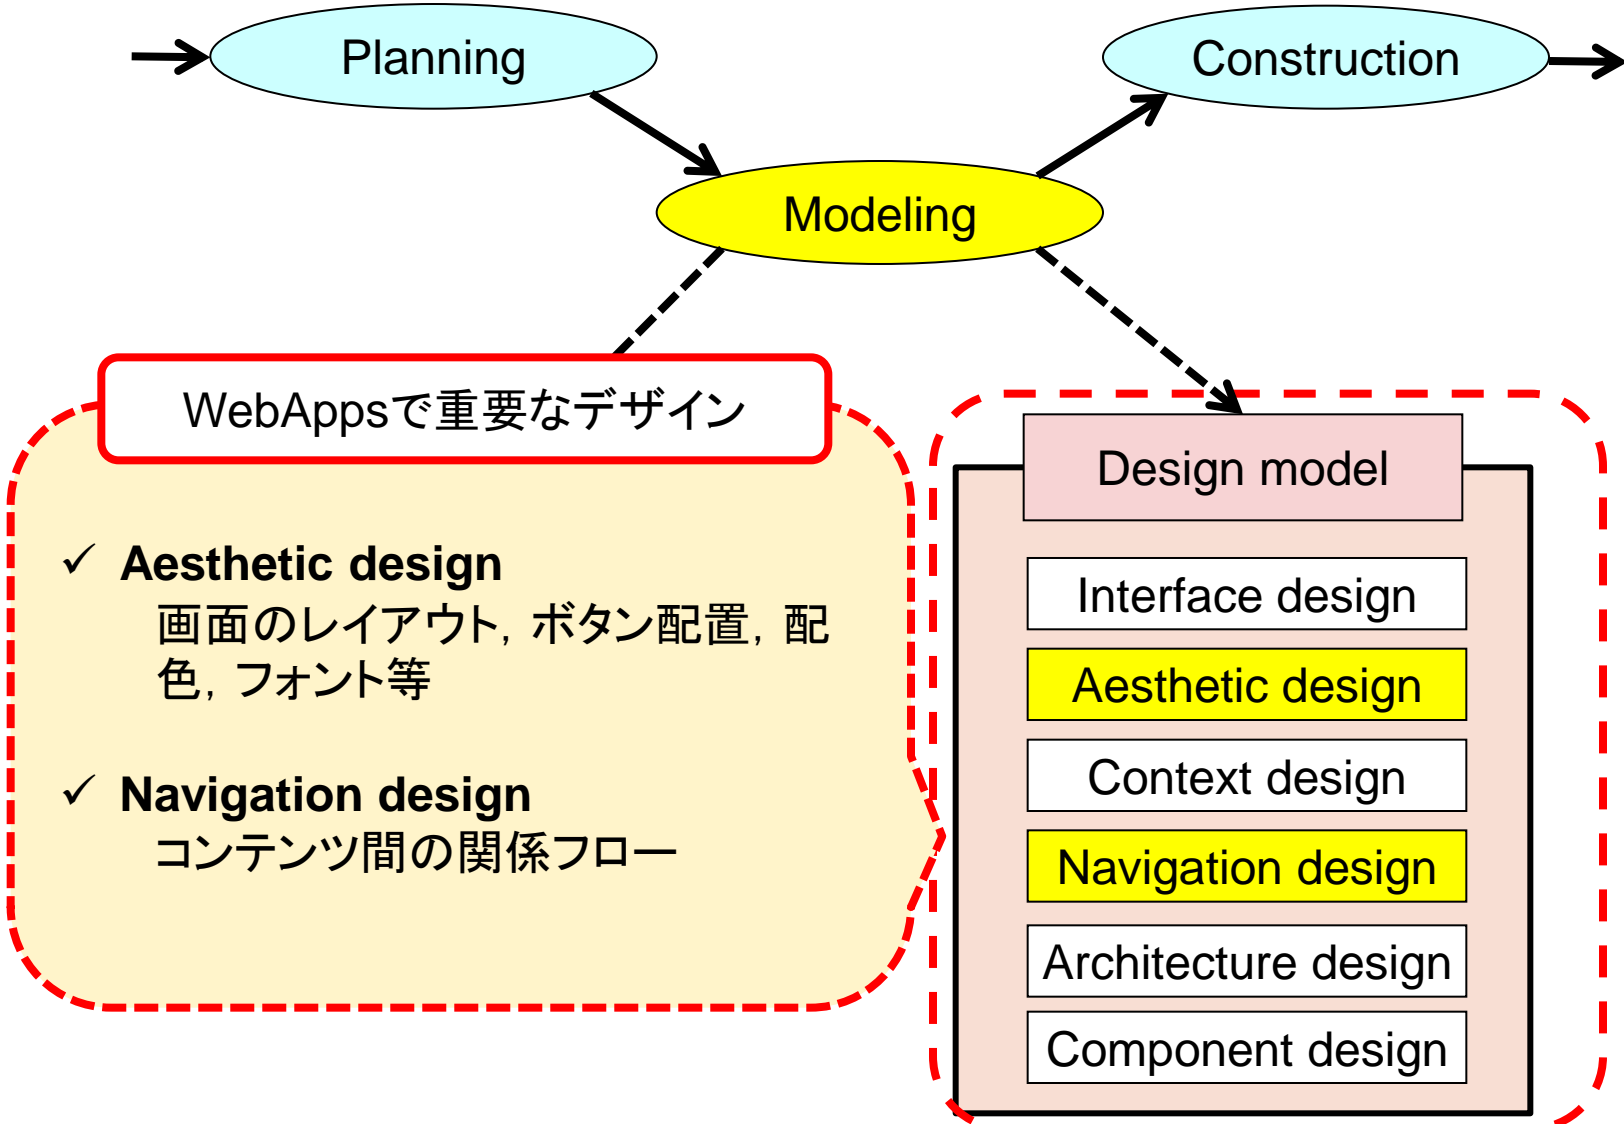 Planning
Construction
Modeling
WebAppsで重要なデザイン
✓ Aesthetic design
画面のレイアウト, ボタン配置, 配
色, フォント等
✓ Navigation design
コンテンツ間の関係フロー
Design model
Interface design
Aesthetic design
Context design
Navigation design
Architecture design
Component design